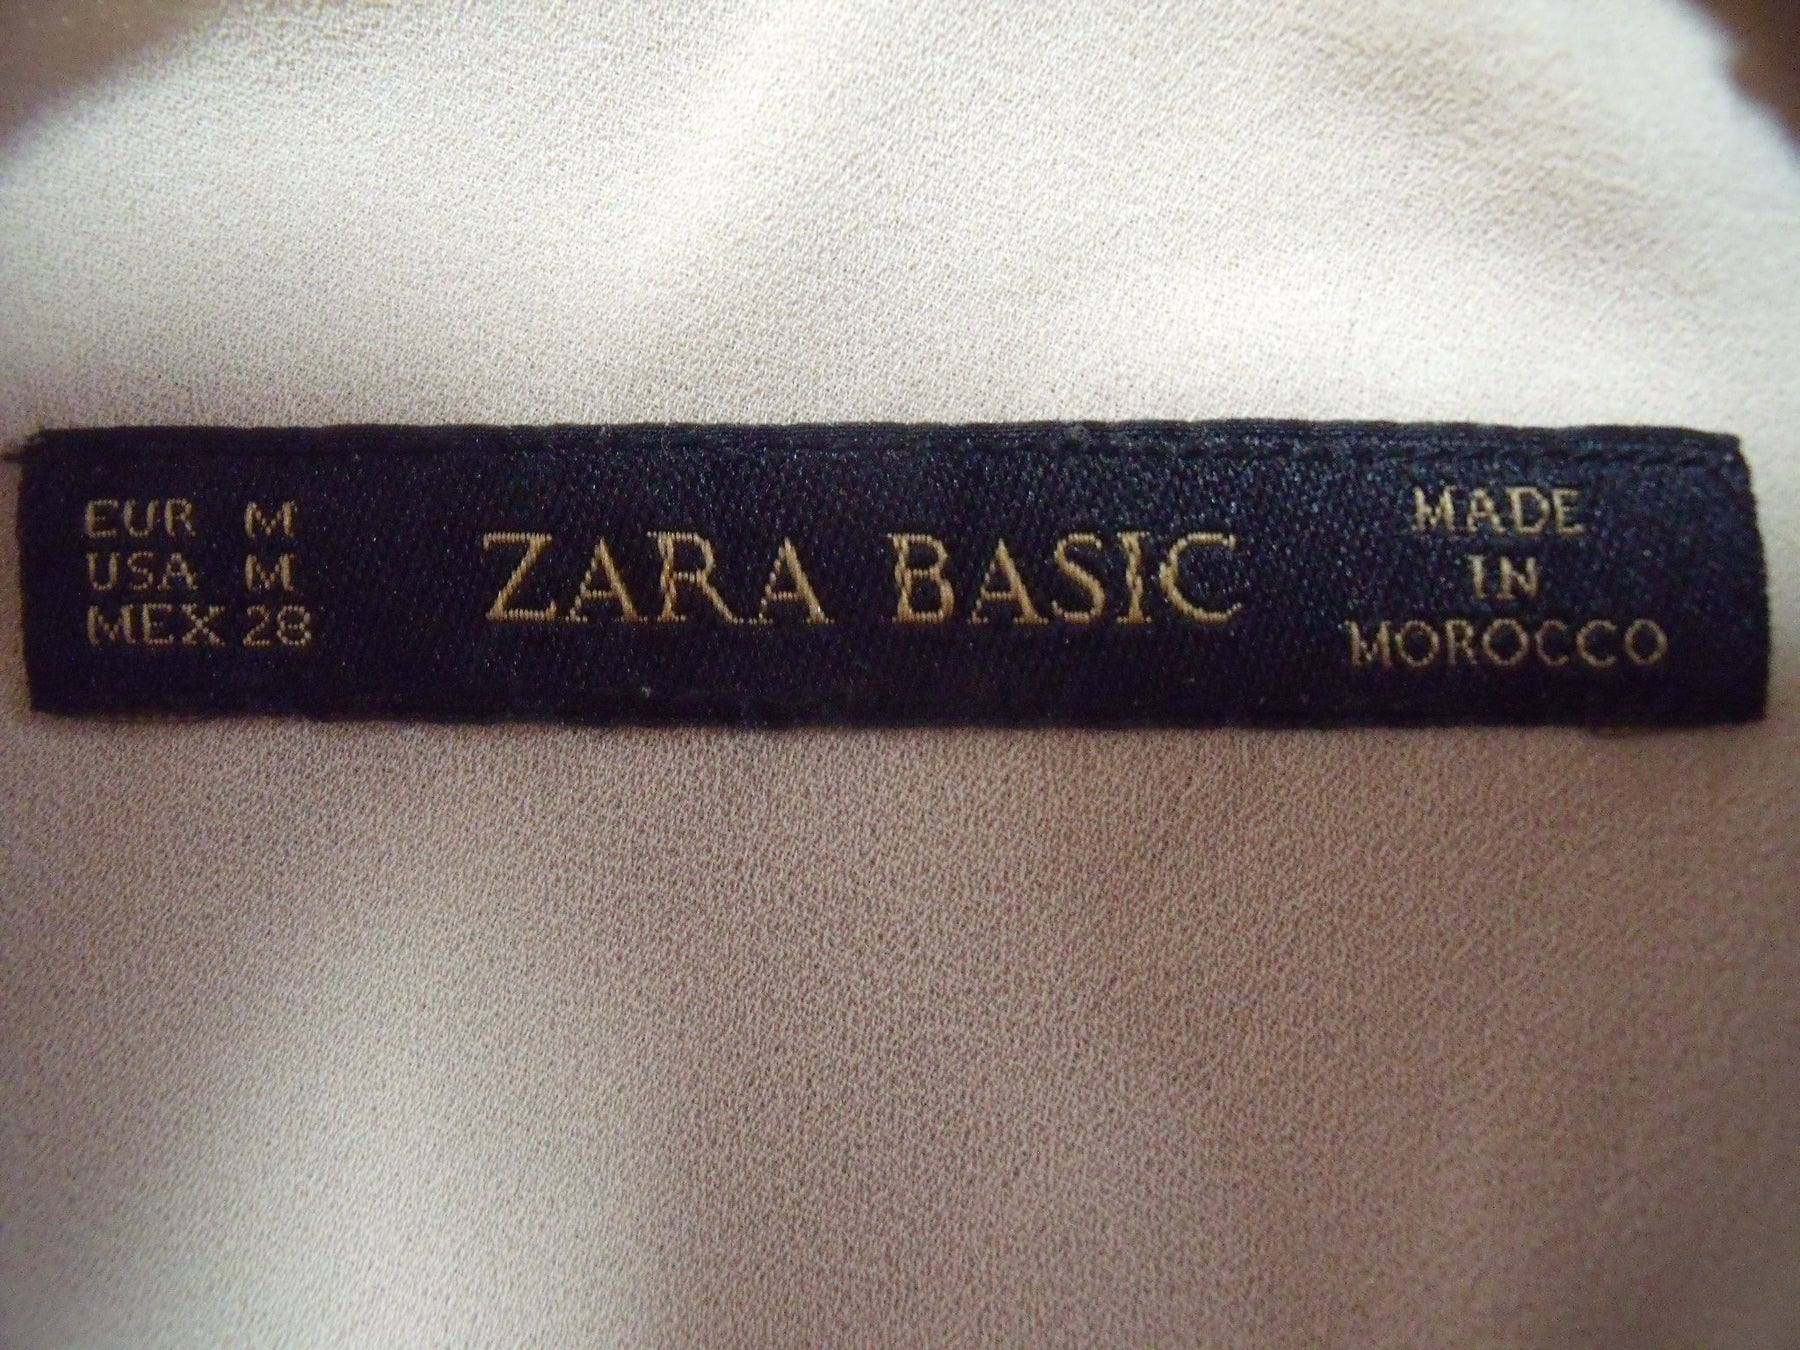 EUR M
USA M
MEX 28
ZARA BASIC
MADE
IN
MOROCCO